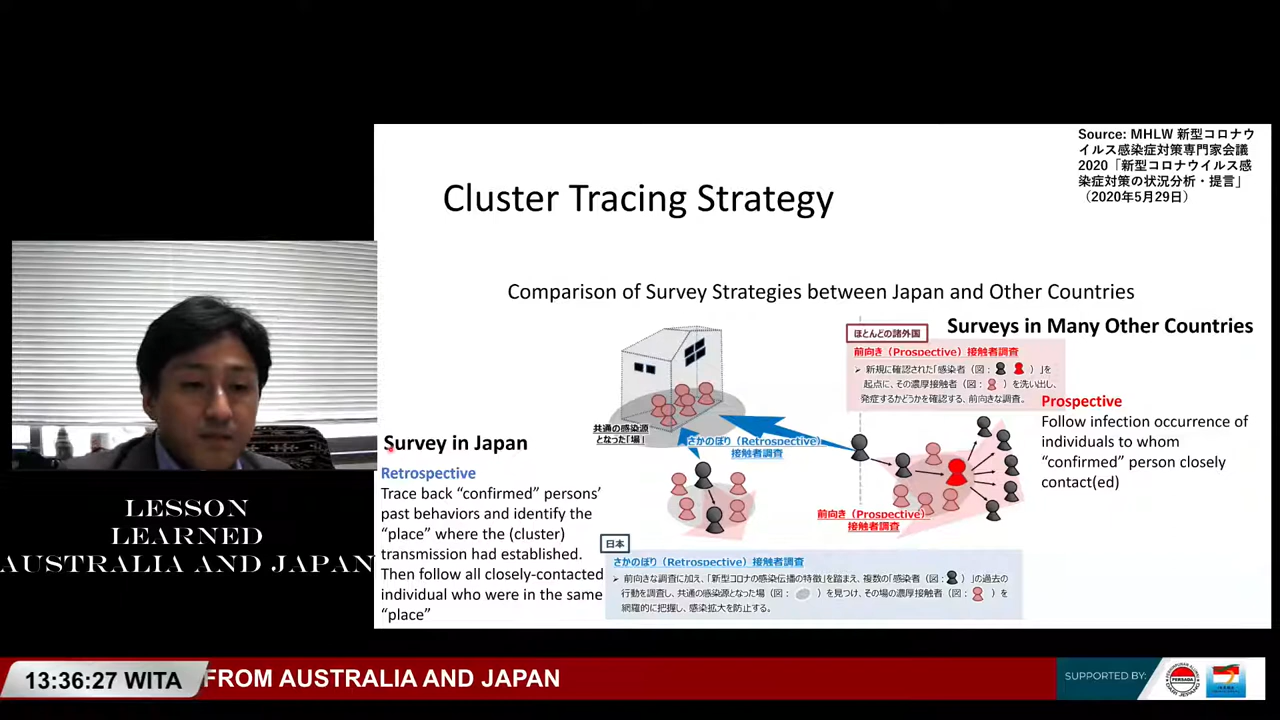 Source: MHLW 新型コロナウ
イルス感染症対策専門家会議
2020「新型コロナウイルス感
染症対策の状況分析・提言」
（2020年5月29日）
Cluster Tracing Strategy
Comparison of Survey Strategies between Japan and Other Countries
ほとんどの諸外国
Surveys in Many Other Countries
前向き（Prospective）接触者調査
➢ 新規に確認された「感染者（図： ）」を
起点に、その濃厚接触者（図： ）を洗い出し、
発症するかどうかを確認する、前向きな調査。
Prospective
Follow infection occurrence of
individuals to whom
“confirmed” person closely
contact(ed)
共通の感染源
となった「場」
さかのぼり（Retrospective）
接触者調査
前向き（Prospective）
接触者調査
Survey in Japan
Retrospective
Trace back “confirmed” persons’
past behaviors and identify the
“place” where the (cluster)
transmission had established.
Then follow all closely-contacted
individual who were in the same
“place”
日本
さかのぼり（Retrospective）接触者調査
➢ 前向きな調査に加え、「新型コロナの感染伝播の特徴」を踏まえ、複数の「感染者（図： ）」の過去の
行動を調査し、共通の感染源となった場（図： ）を見つけ、その場の濃厚接触者（図： ）を
網羅的に把握し、感染拡大を防止する。
LESSON
LEARNED
AUSTRALIA AND JAPAN
13:36:27 WITA
FROM AUSTRALIA AND JAPAN
SUPPORTED BY:
PERSADA